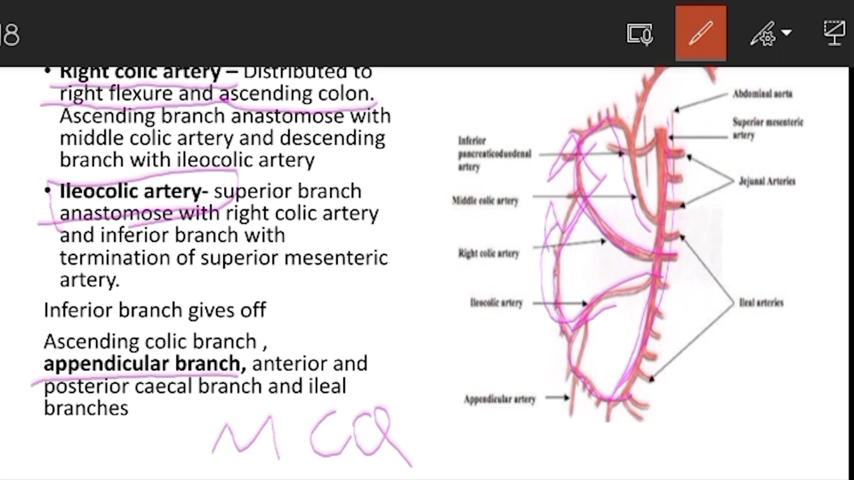 18
• Right colic artery – Distributed to
right flexure and ascending colon.
Ascending branch anastomose with
middle colic artery and descending
branch with ileocolic artery
• Ileocolic artery- superior branch
anastomose with right colic artery
and inferior branch with
termination of superior mesenteric
artery.
Inferior branch gives off
Ascending colic branch ,
appendicular branch, anterior and
posterior caecal branch and ileal
branches
MCQ
Abdominal aorta
Superior mesenteric
artery
Inferior
pancreaticoduodenal
artery
Jejunal Arteries
Middle colic artery
Right colic artery
Ileocolic artery
Ileal arteries
Appendicular artery